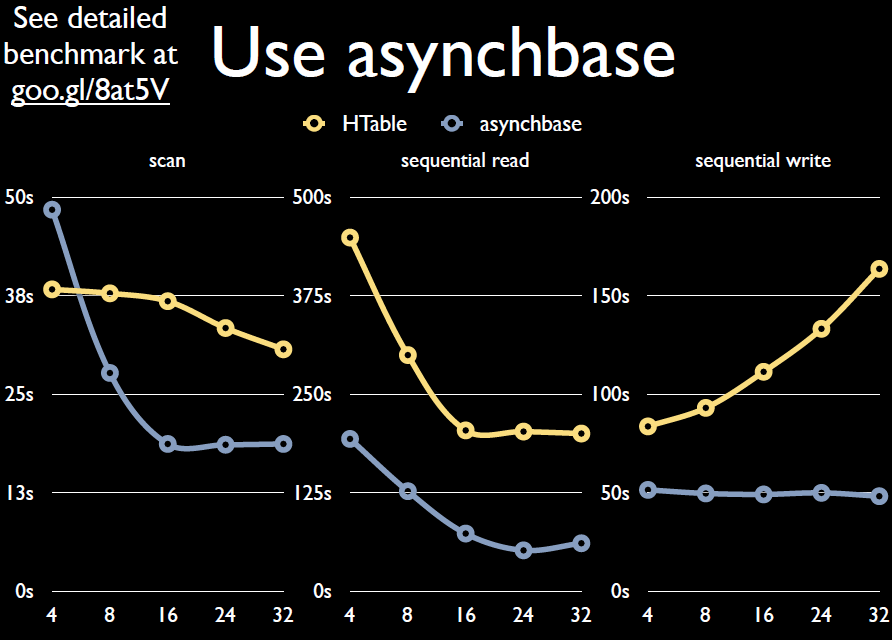 See detailed
benchmark at
goo.gl/8at5V
Use asynchbase
HTable asynchbase
scan
50s
38s
25s
13s
0s
4 8 16 24 32
sequential read
500s
375s
250s
125s
0s
4 8 16 24 32
sequential write
200s
150s
100s
50s
0s
4 8 16 24 32